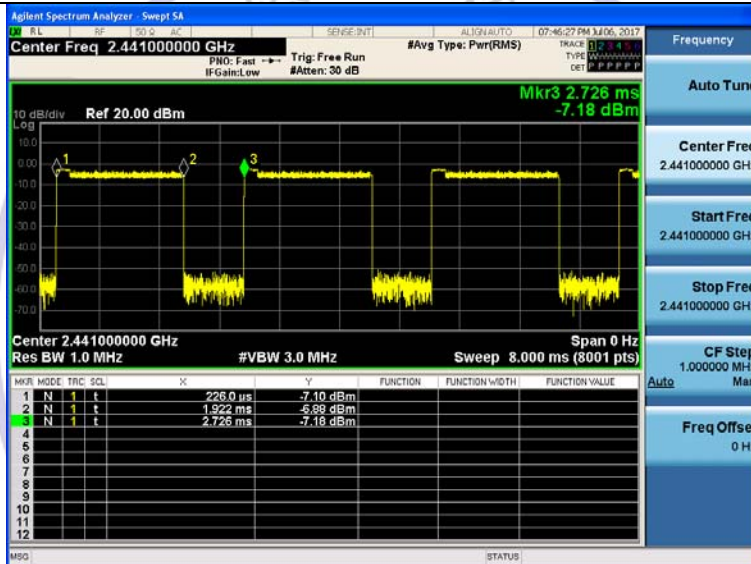 Agilent Spectrum Analyzer - Swept SA
RL RF 50 Ω AC SENSE:INT ALIGNAUTO 07:46:27 PM Jul 06, 2017
Center Freq 2.441000000 GHz #Avg Type: Pwr(RMS) TRACE 1 2 3 4 5 6
PNO: Fast Trig: Free Run TYPE WWWWWW
IFGain:Low #Atten: 30 dB DET P P P P P P
Frequency
Mkr3 2.726 ms
10 dB/div Ref 20.00 dBm -7.18 dBm
Log
10.0
0.00
-10.0
-20.0
-30.0
-40.0
-50.0
-60.0
-70.0
1 2 3
Center 2.441000000 GHz Span 0 Hz
Res BW 1.0 MHz #VBW 3.0 MHz Sweep 8.000 ms (8001 pts)
MKR MODE TRC SCL X Y FUNCTION FUNCTION WIDTH FUNCTION VALUE
1 N 1 t 226.0 µs -7.10 dBm
2 N 1 t 1.922 ms -6.88 dBm
3 N 1 t 2.726 ms -7.18 dBm
4
5
6
7
8
9
10
11
12
MSG STATUS
Auto Tun
Center Fre
2.441000000 GH
Start Fre
2.441000000 GH
Stop Fre
2.441000000 GH
CF Step
1.000000 MH
Auto Ma
Freq Offse
0 H